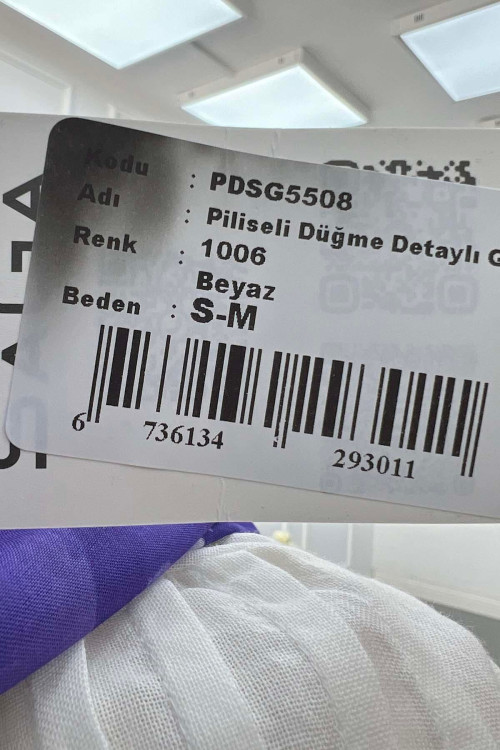 Kodu : PDSG5508
Adı : Piliseli Düğme Detaylı G
Renk : 1006
Beyaz
Beden : S-M
6 736134 293011